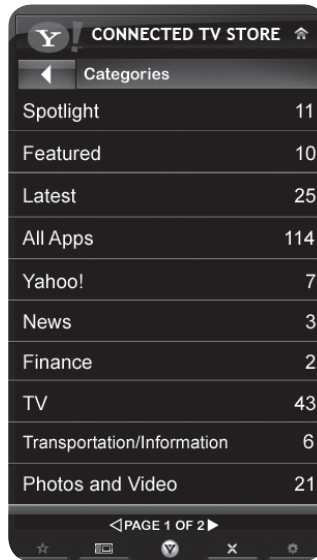 Y! CONNECTED TV STORE
Categories
Spotlight 11
Featured 10
Latest 25
All Apps 114
Yahoo! 7
News 3
Finance 2
TV 43
Transportation/Information 6
Photos and Video 21
PAGE 1 OF 2